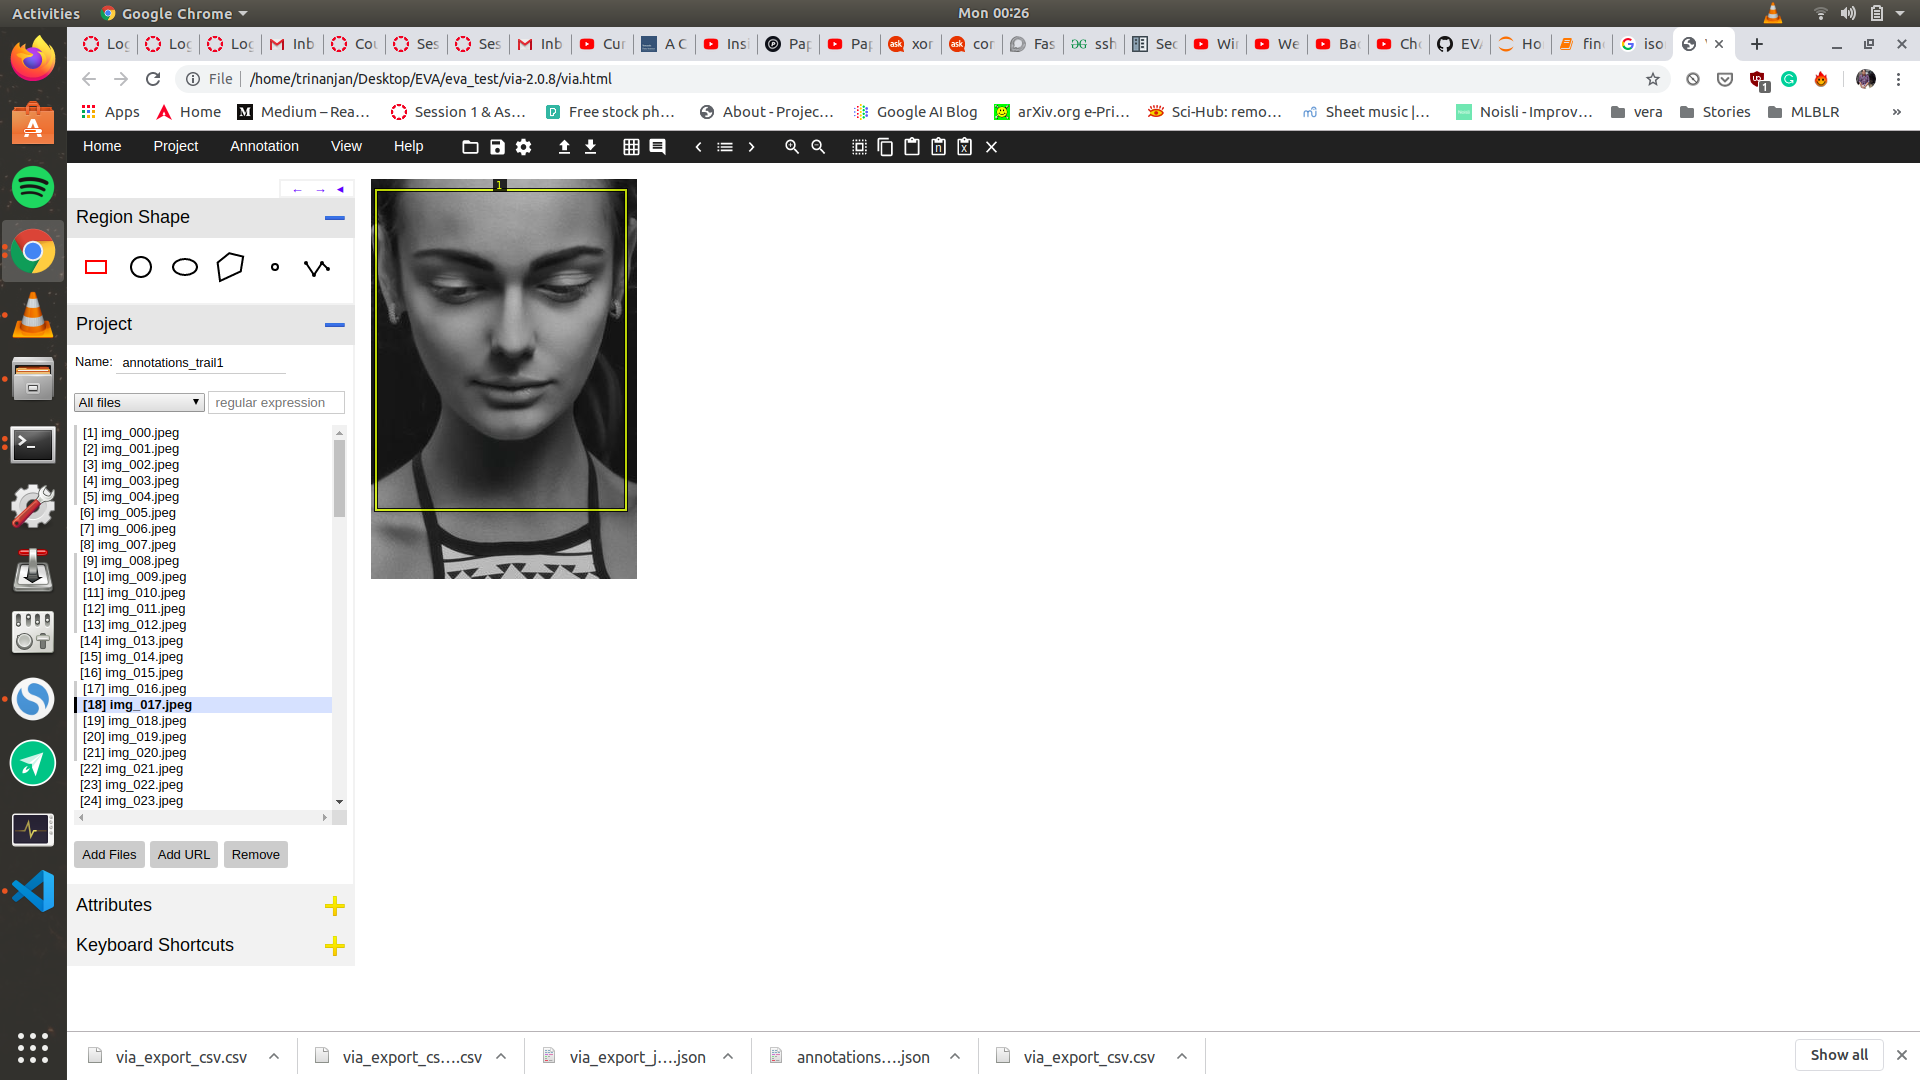 Activities Google Chrome Mon 00:26
Log Log Log Inb Cou Ses Ses Inb Cur A C Insi Pap Pap xor cor Fas ssh Sec Wir We Bac Cho EVA Ho fin iso
File /home/trinanjan/Desktop/EVA/eva_test/via-2.0.8/via.html
1
Apps Home Medium – Rea... Session 1 & As... Free stock ph... About - Projec... Google AI Blog arXiv.org e-Pri... Sci-Hub: remo... Sheet music |... Noisli - Improv... vera Stories MLBLR »
Home Project Annotation View Help
1
Region Shape
Project
Name: annotations_trail1
All files regular expression
[1] img_000.jpeg
[2] img_001.jpeg
[3] img_002.jpeg
[4] img_003.jpeg
[5] img_004.jpeg
[6] img_005.jpeg
[7] img_006.jpeg
[8] img_007.jpeg
[9] img_008.jpeg
[10] img_009.jpeg
[11] img_010.jpeg
[12] img_011.jpeg
[13] img_012.jpeg
[14] img_013.jpeg
[15] img_014.jpeg
[16] img_015.jpeg
[17] img_016.jpeg
[18] img_017.jpeg
[19] img_018.jpeg
[20] img_019.jpeg
[21] img_020.jpeg
[22] img_021.jpeg
[23] img_022.jpeg
[24] img_023.jpeg
Add Files Add URL Remove
Attributes
Keyboard Shortcuts
via_export_csv.csv via_export_cs....csv via_export_j....json annotations....json via_export_csv.csv Show all